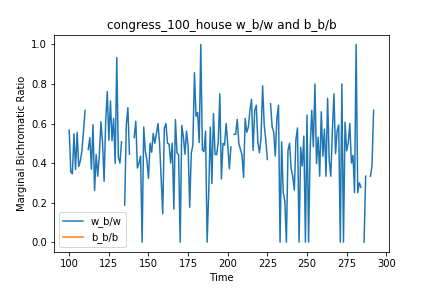 congress_100_house w_b/w and b_b/b
Marginal Bichromatic Ratio
1.0
0.8
0.6
0.4
0.2
0.0
w_b/w
b_b/b
100 125 150 175 200 225 250 275 300
Time